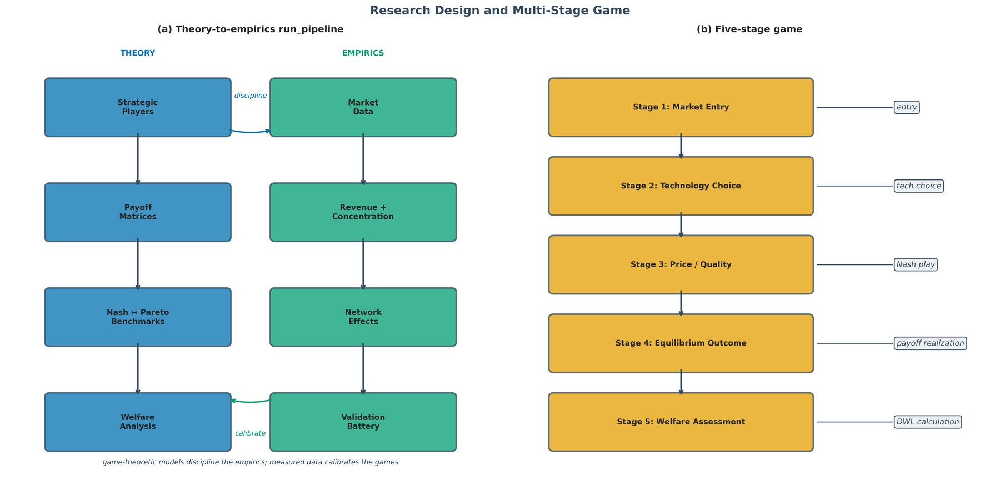 Research Design and Multi-Stage Game
(a) Theory-to-empirics run_pipeline
THEORY
EMPIRICS
Strategic
Players
discipline
Market
Data
Payoff
Matrices
Revenue +
Concentration
Nash ↔ Pareto
Benchmarks
Network
Effects
Welfare
Analysis
calibrate
Validation
Battery
game-theoretic models discipline the empirics; measured data calibrates the games
(b) Five-stage game
Stage 1: Market Entry
entry
Stage 2: Technology Choice
tech choice
Stage 3: Price / Quality
Nash play
Stage 4: Equilibrium Outcome
payoff realization
Stage 5: Welfare Assessment
DWL calculation